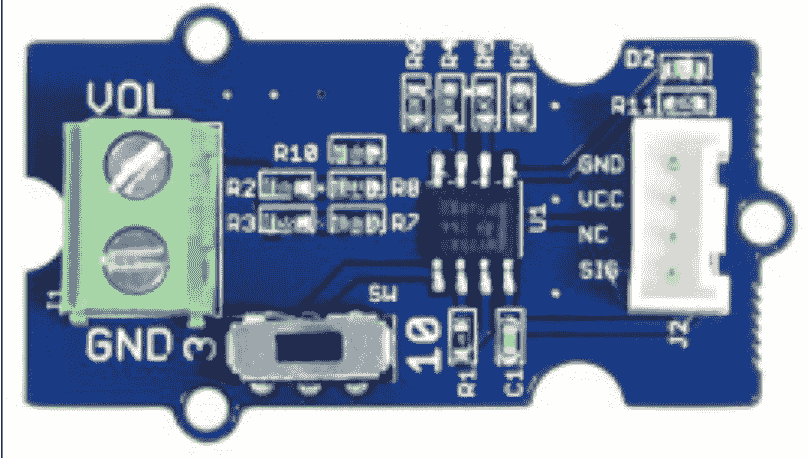 VOL
R10
R2
R8
R3
R7
D2
R11
GND
VCC
NC
SIG
U1
SW
GND
3
10
R1
C1
J2